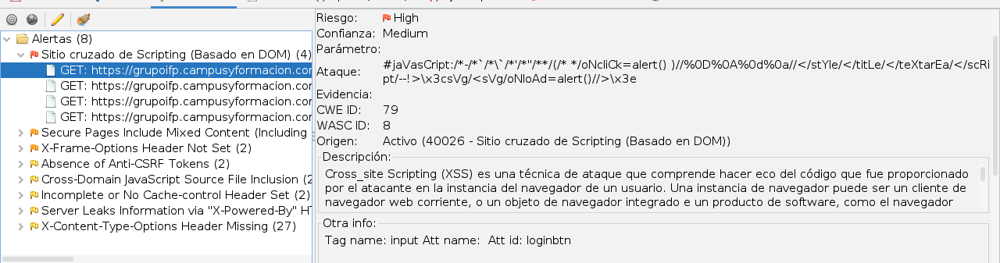 Alertas (8)
Sitio cruzado de Scripting (Basado en DOM) (4)
GET: https://grupoifp.campusyformacion.cor
GET: https://grupoifp.campusyformacion.cor
GET: https://grupoifp.campusyformacion.cor
GET: https://grupoifp.campusyformacion.cor
Secure Pages Include Mixed Content (Including
X-Frame-Options Header Not Set (2)
Absence of Anti-CSRF Tokens (2)
Cross-Domain JavaScript Source File Inclusion (2
Incomplete or No Cache-control Header Set (2)
Server Leaks Information via "X-Powered-By" HT
X-Content-Type-Options Header Missing (27)
Riesgo: High
Confianza: Medium
Parámetro:
Ataque: #jaVasCript:/*-/*`/*\`/*'/*"/**/(/* */oNcliCk=alert() )//%0D%0A%0d%0a//</stYle/</titLe/</teXtarEa/</scRi
pt/--!>\x3csVg/<sVg/oNloAd=alert()//>\x3e
Evidencia:
CWE ID: 79
WASC ID: 8
Origen: Activo (40026 - Sitio cruzado de Scripting (Basado en DOM))
Descripción:
Cross_site Scripting (XSS) es una técnica de ataque que comprende hacer eco del código que fue proporcionado
por el atacante en la instancia del navegador de un usuario. Una instancia de navegador puede ser un cliente de
navegador web corriente, o un objeto de navegador integrado e un producto de software, como el navegador
Otra info:
Tag name: input Att name:  Att id: loginbtn